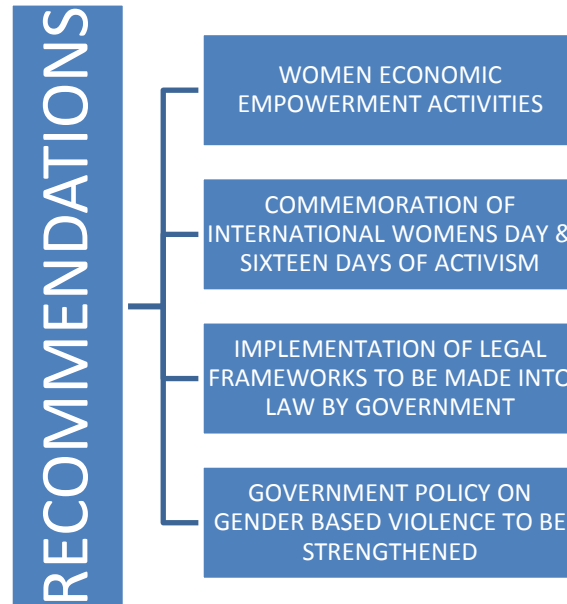 RECOMMENDATIONS
WOMEN ECONOMIC
EMPOWERMENT ACTIVITIES
COMMEMORATION OF
INTERNATIONAL WOMENS DAY &
SIXTEEN DAYS OF ACTIVISM
IMPLEMENTATION OF LEGAL
FRAMEWORKS TO BE MADE INTO
LAW BY GOVERNMENT
GOVERNMENT POLICY ON
GENDER BASED VIOLENCE TO BE
STRENGTHENED